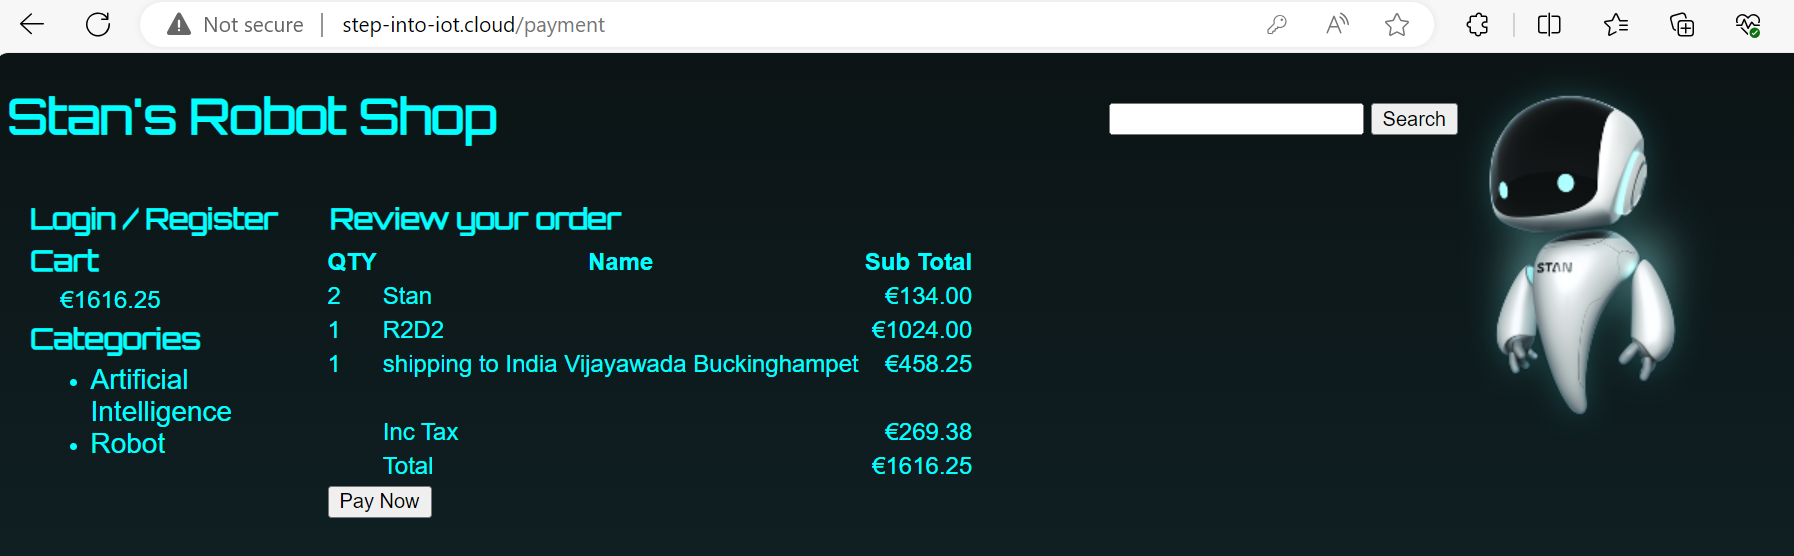 Not secure | step-into-iot.cloud/payment
Stan's Robot Shop
Search
STAN
Login / Register
Cart
€1616.25
Categories
Artificial
Intelligence
Robot
Review your order
QTY Name Sub Total
2 Stan €134.00
1 R2D2 €1024.00
1 shipping to India Vijayawada Buckinghampet €458.25
Inc Tax €269.38
Total €1616.25
Pay Now